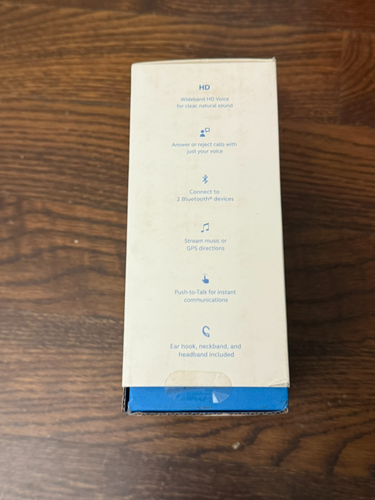 HD
Wideband HD Voice
for clear, natural sound
Answer or reject calls with
just your voice
Connect to
2 Bluetooth® devices
Stream music or
GPS directions
Push-to-Talk for instant
communications
Ear hook, neckband, and
headband included